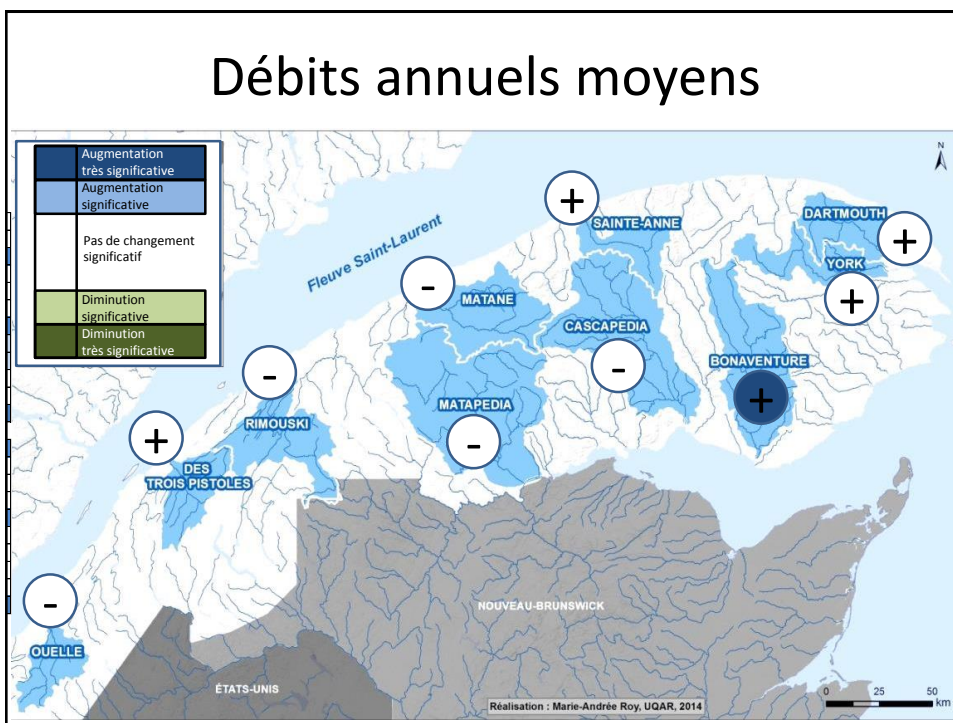 Débits annuels moyens
Augmentation
très significative
Augmentation
significative
Pas de changement
significatif
Diminution
significative
Diminution
très significative
N
Fleuve Saint-Laurent
+
SAINTE-ANNE
DARTMOUTH
+
YORK
+
-
MATANE
CASCAPEDIA
-
BONAVENTURE
+
-
RIMOUSKI
MATAPEDIA
-
+
DES
TROIS PISTOLES
-
OUELLE
NOUVEAU-BRUNSWICK
ÉTATS-UNIS
Réalisation : Marie-Andrée Roy, UQAR, 2014
0 25 50
km